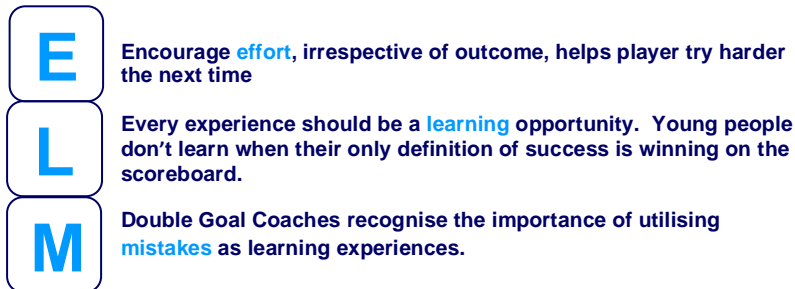 E
Encourage effort, irrespective of outcome, helps player try harder
the next time
L
Every experience should be a learning opportunity.  Young people
don’t learn when their only definition of success is winning on the
scoreboard.
M
Double Goal Coaches recognise the importance of utilising
mistakes as learning experiences.